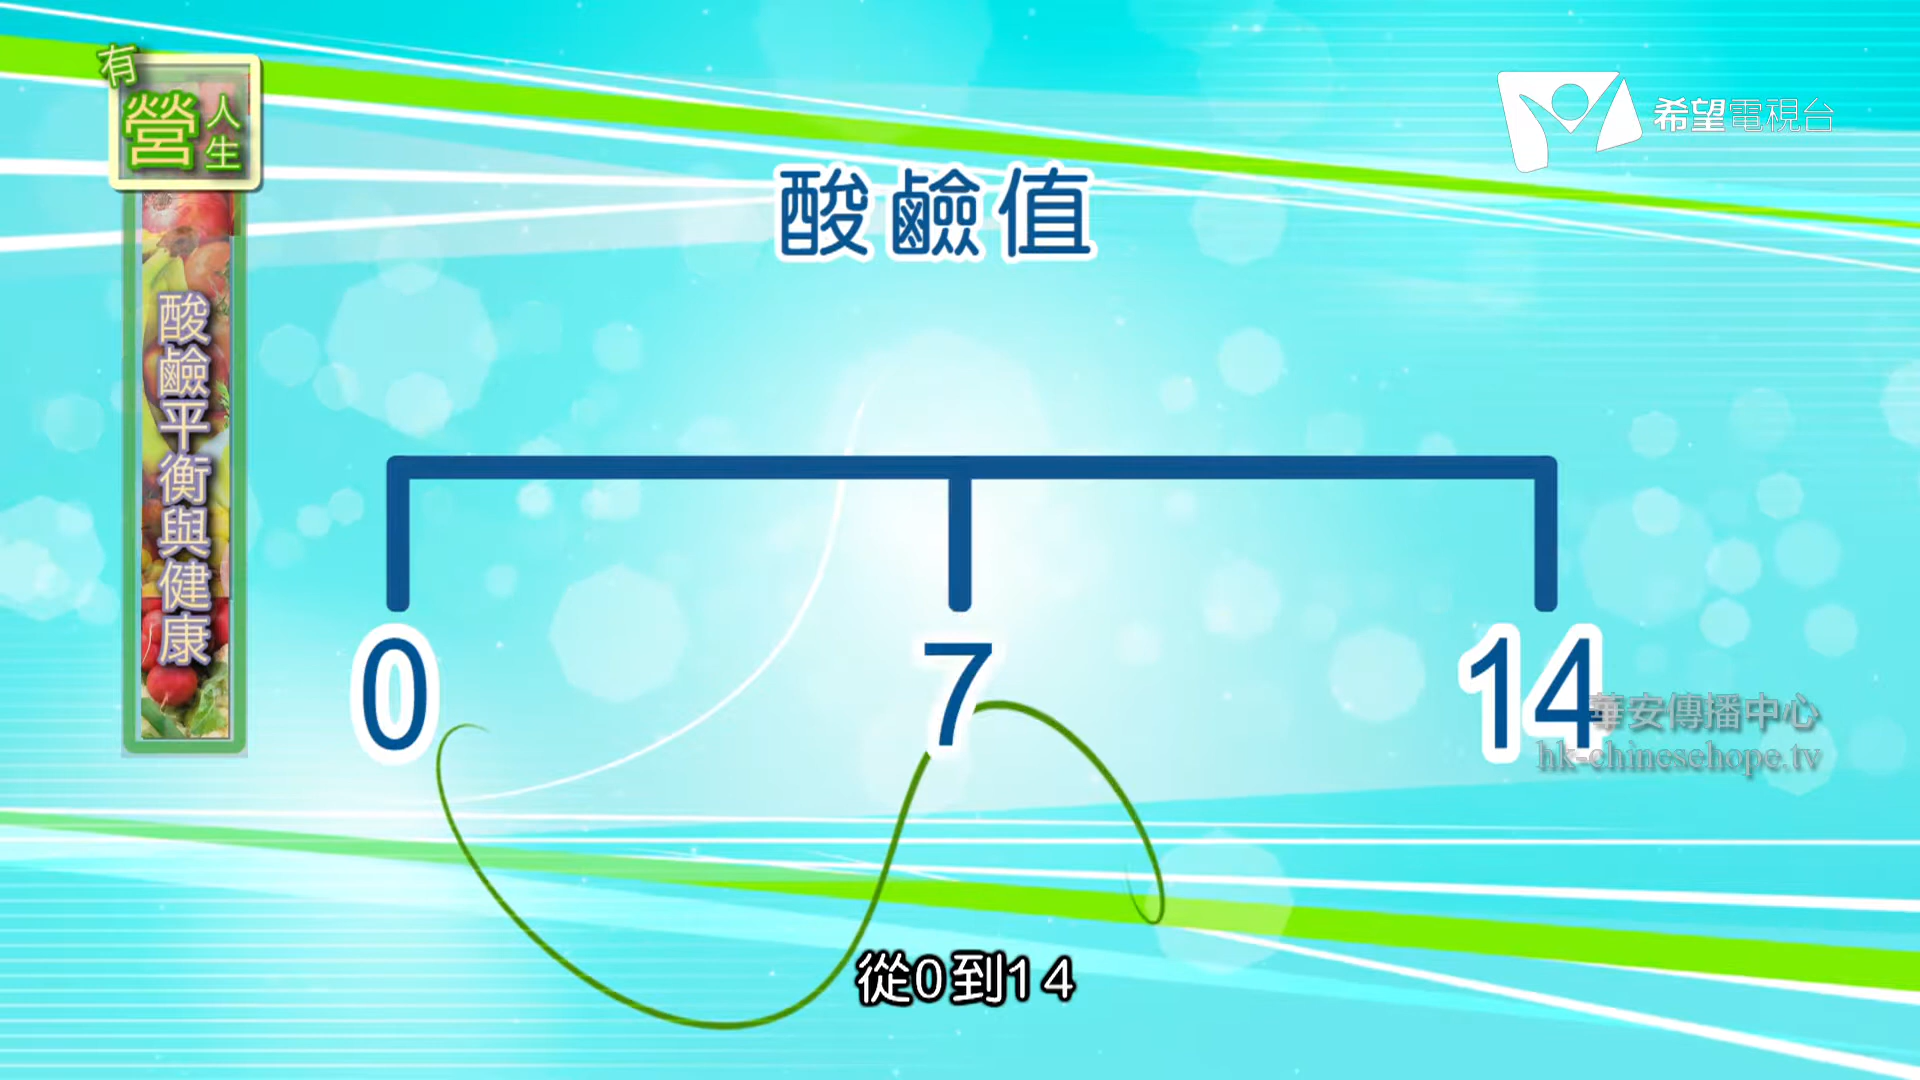 有營人生
希望電視台
酸鹼值
酸鹼平衡與健康
0 7 14
華安傳播中心
hk-chinesehope.tv
從0到14